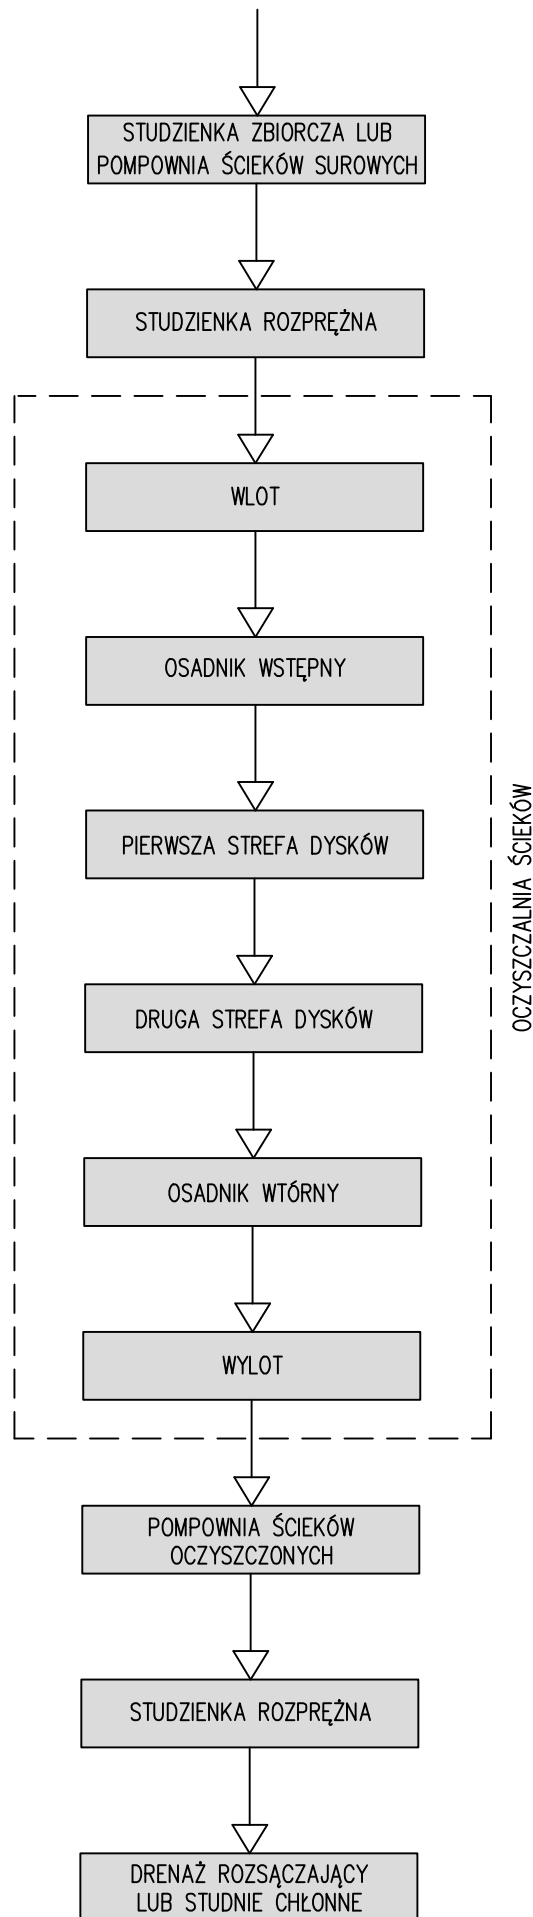 STUDZIENKA ZBIORCZA LUB
POMPOWNIA ŚCIEKÓW SUROWYCH
STUDZIENKA ROZPRĘŻNA
WLOT
OSADNIK WSTĘPNY
PIERWSZA STREFA DYSKÓW
DRUGA STREFA DYSKÓW
OSADNIK WTÓRNY
WYLOT
OCZYSZCZALNIA ŚCIEKÓW
POMPOWNIA ŚCIEKÓW
OCZYSZCZONYCH
STUDZIENKA ROZPRĘŻNA
DRENAŻ ROZSĄCZAJĄCY
LUB STUDNIE CHŁONNE